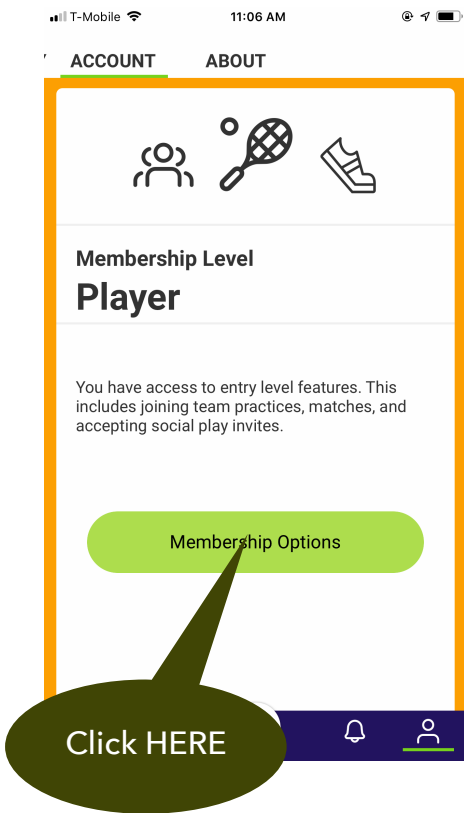 T-Mobile 11:06 AM
ACCOUNT ABOUT
Membership Level
Player
You have access to entry level features. This
includes joining team practices, matches, and
accepting social play invites.
Membership Options
Click HERE